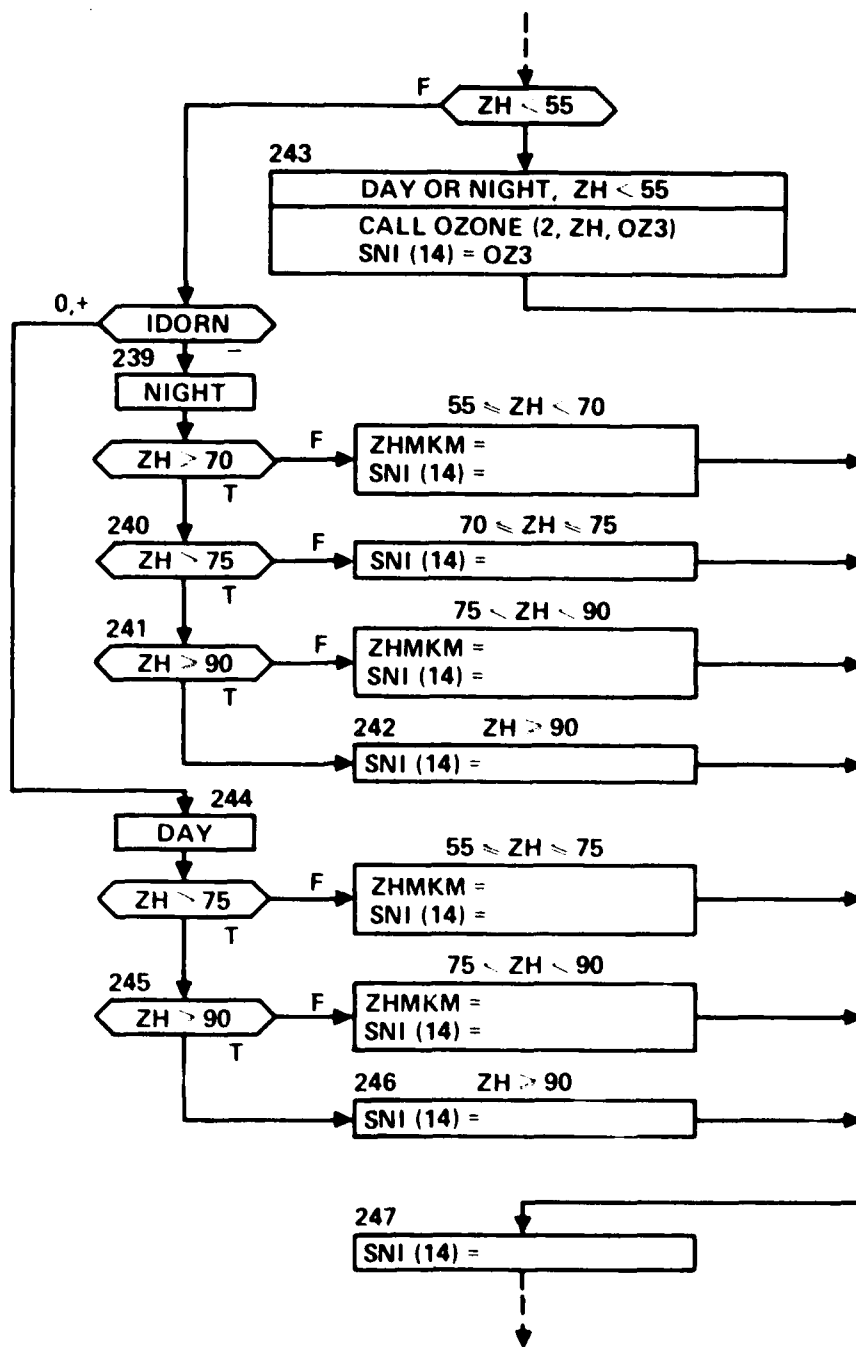 F
ZH < 55
243
DAY OR NIGHT, ZH < 55
CALL OZONE (2, ZH, OZ3)
SNI (14) = OZ3
0,+
IDORN
–
239
NIGHT
55 ⩽ ZH < 70
ZH ⩾ 70
F
ZHMKM =
SNI (14) =
T
240
70 ⩽ ZH ⩽ 75
ZH > 75
F
SNI (14) =
T
241
75 < ZH < 90
ZH ⩾ 90
F
ZHMKM =
SNI (14) =
T
242
ZH ⩾ 90
SNI (14) =
244
DAY
55 ⩽ ZH ⩽ 75
ZH > 75
F
ZHMKM =
SNI (14) =
T
245
75 < ZH < 90
ZH ⩾ 90
F
ZHMKM =
SNI (14) =
T
246
ZH ⩾ 90
SNI (14) =
247
SNI (14) =